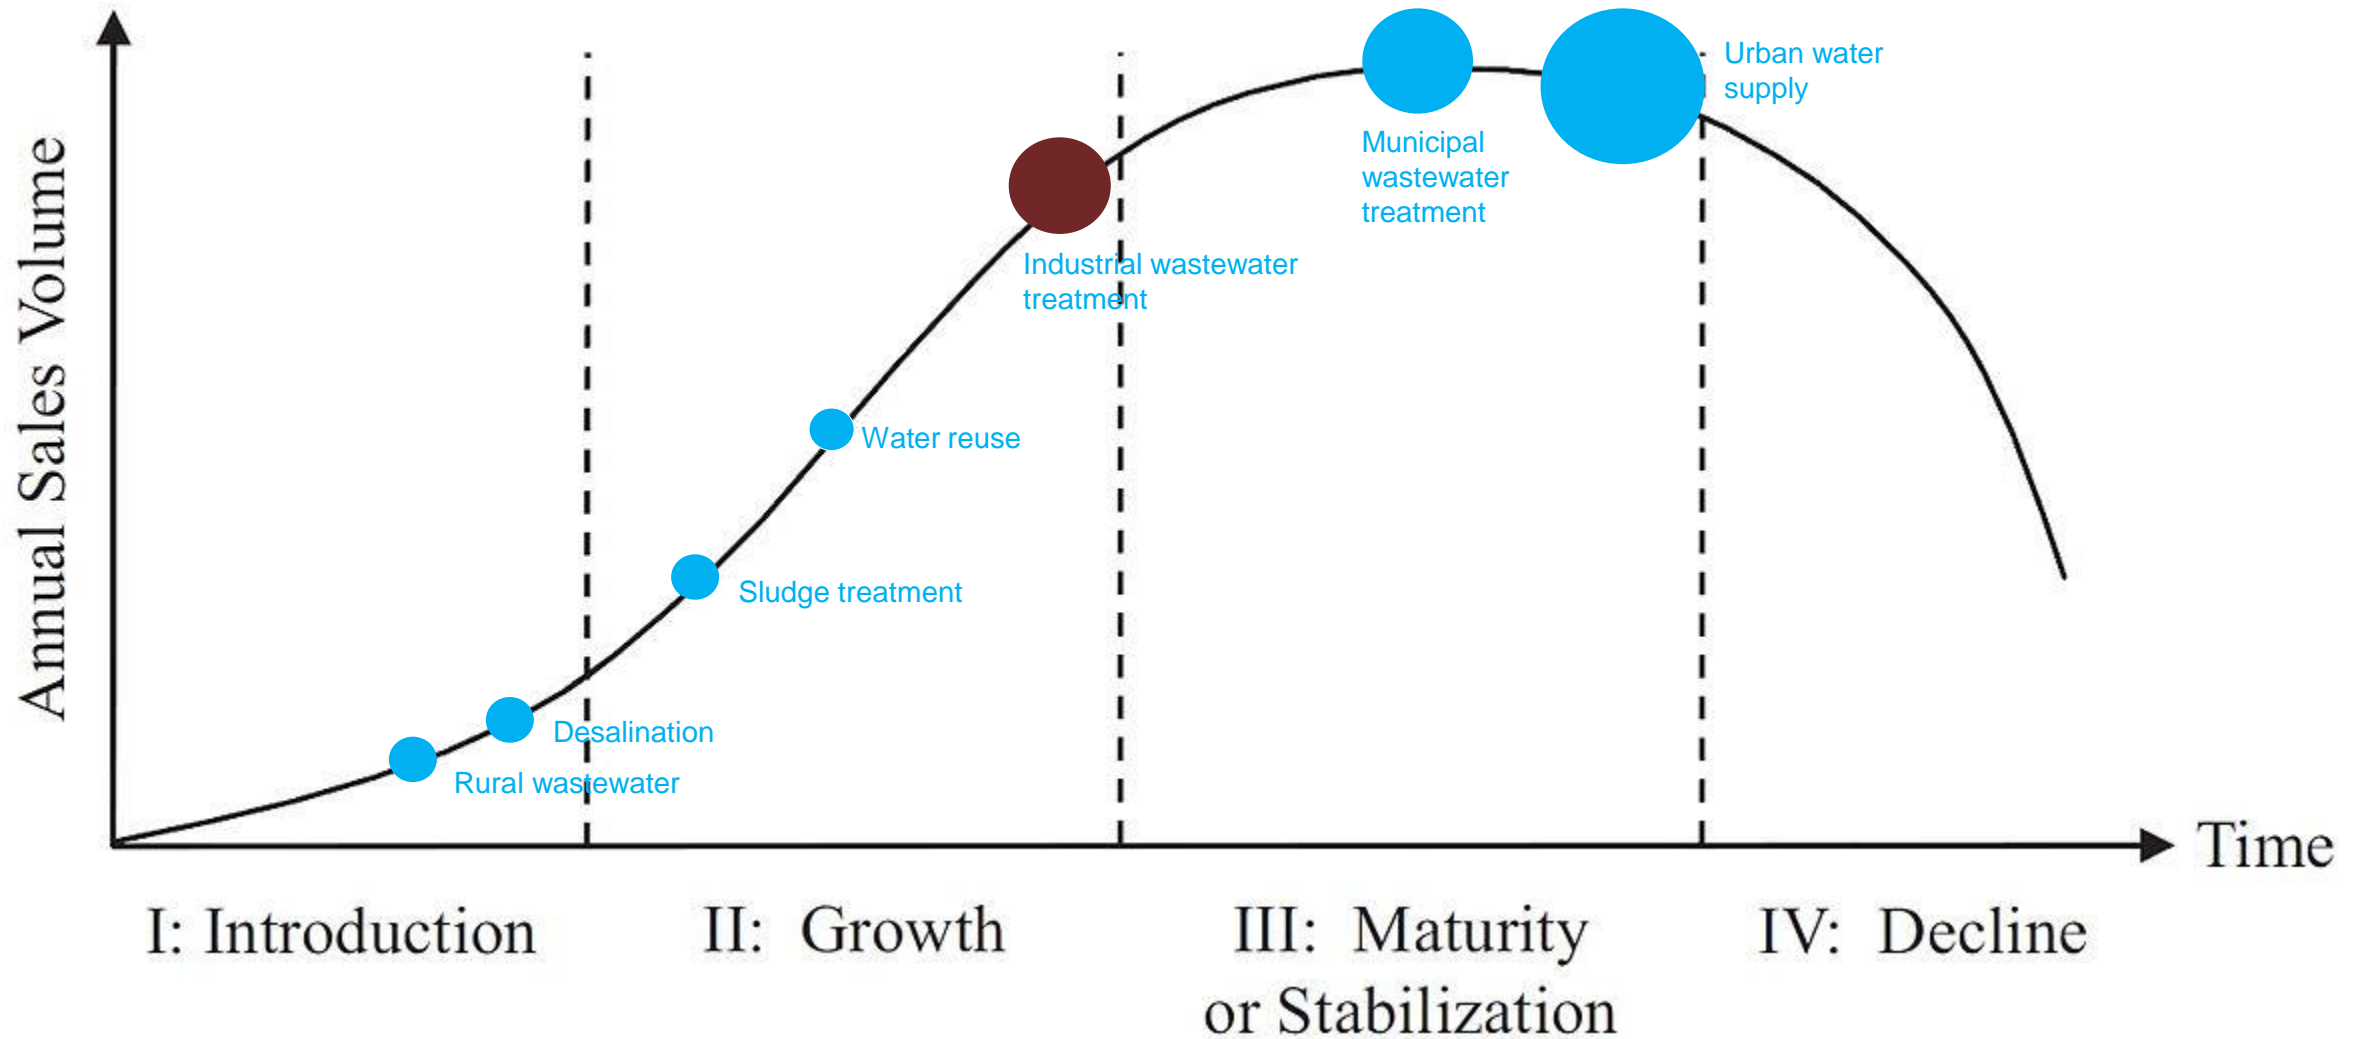 Annual Sales Volume
Urban water
supply
Municipal
wastewater
treatment
Industrial wastewater
treatment
Water reuse
Sludge treatment
Desalination
Rural wastewater
Time
I: Introduction
II: Growth
III: Maturity
or Stabilization
IV: Decline